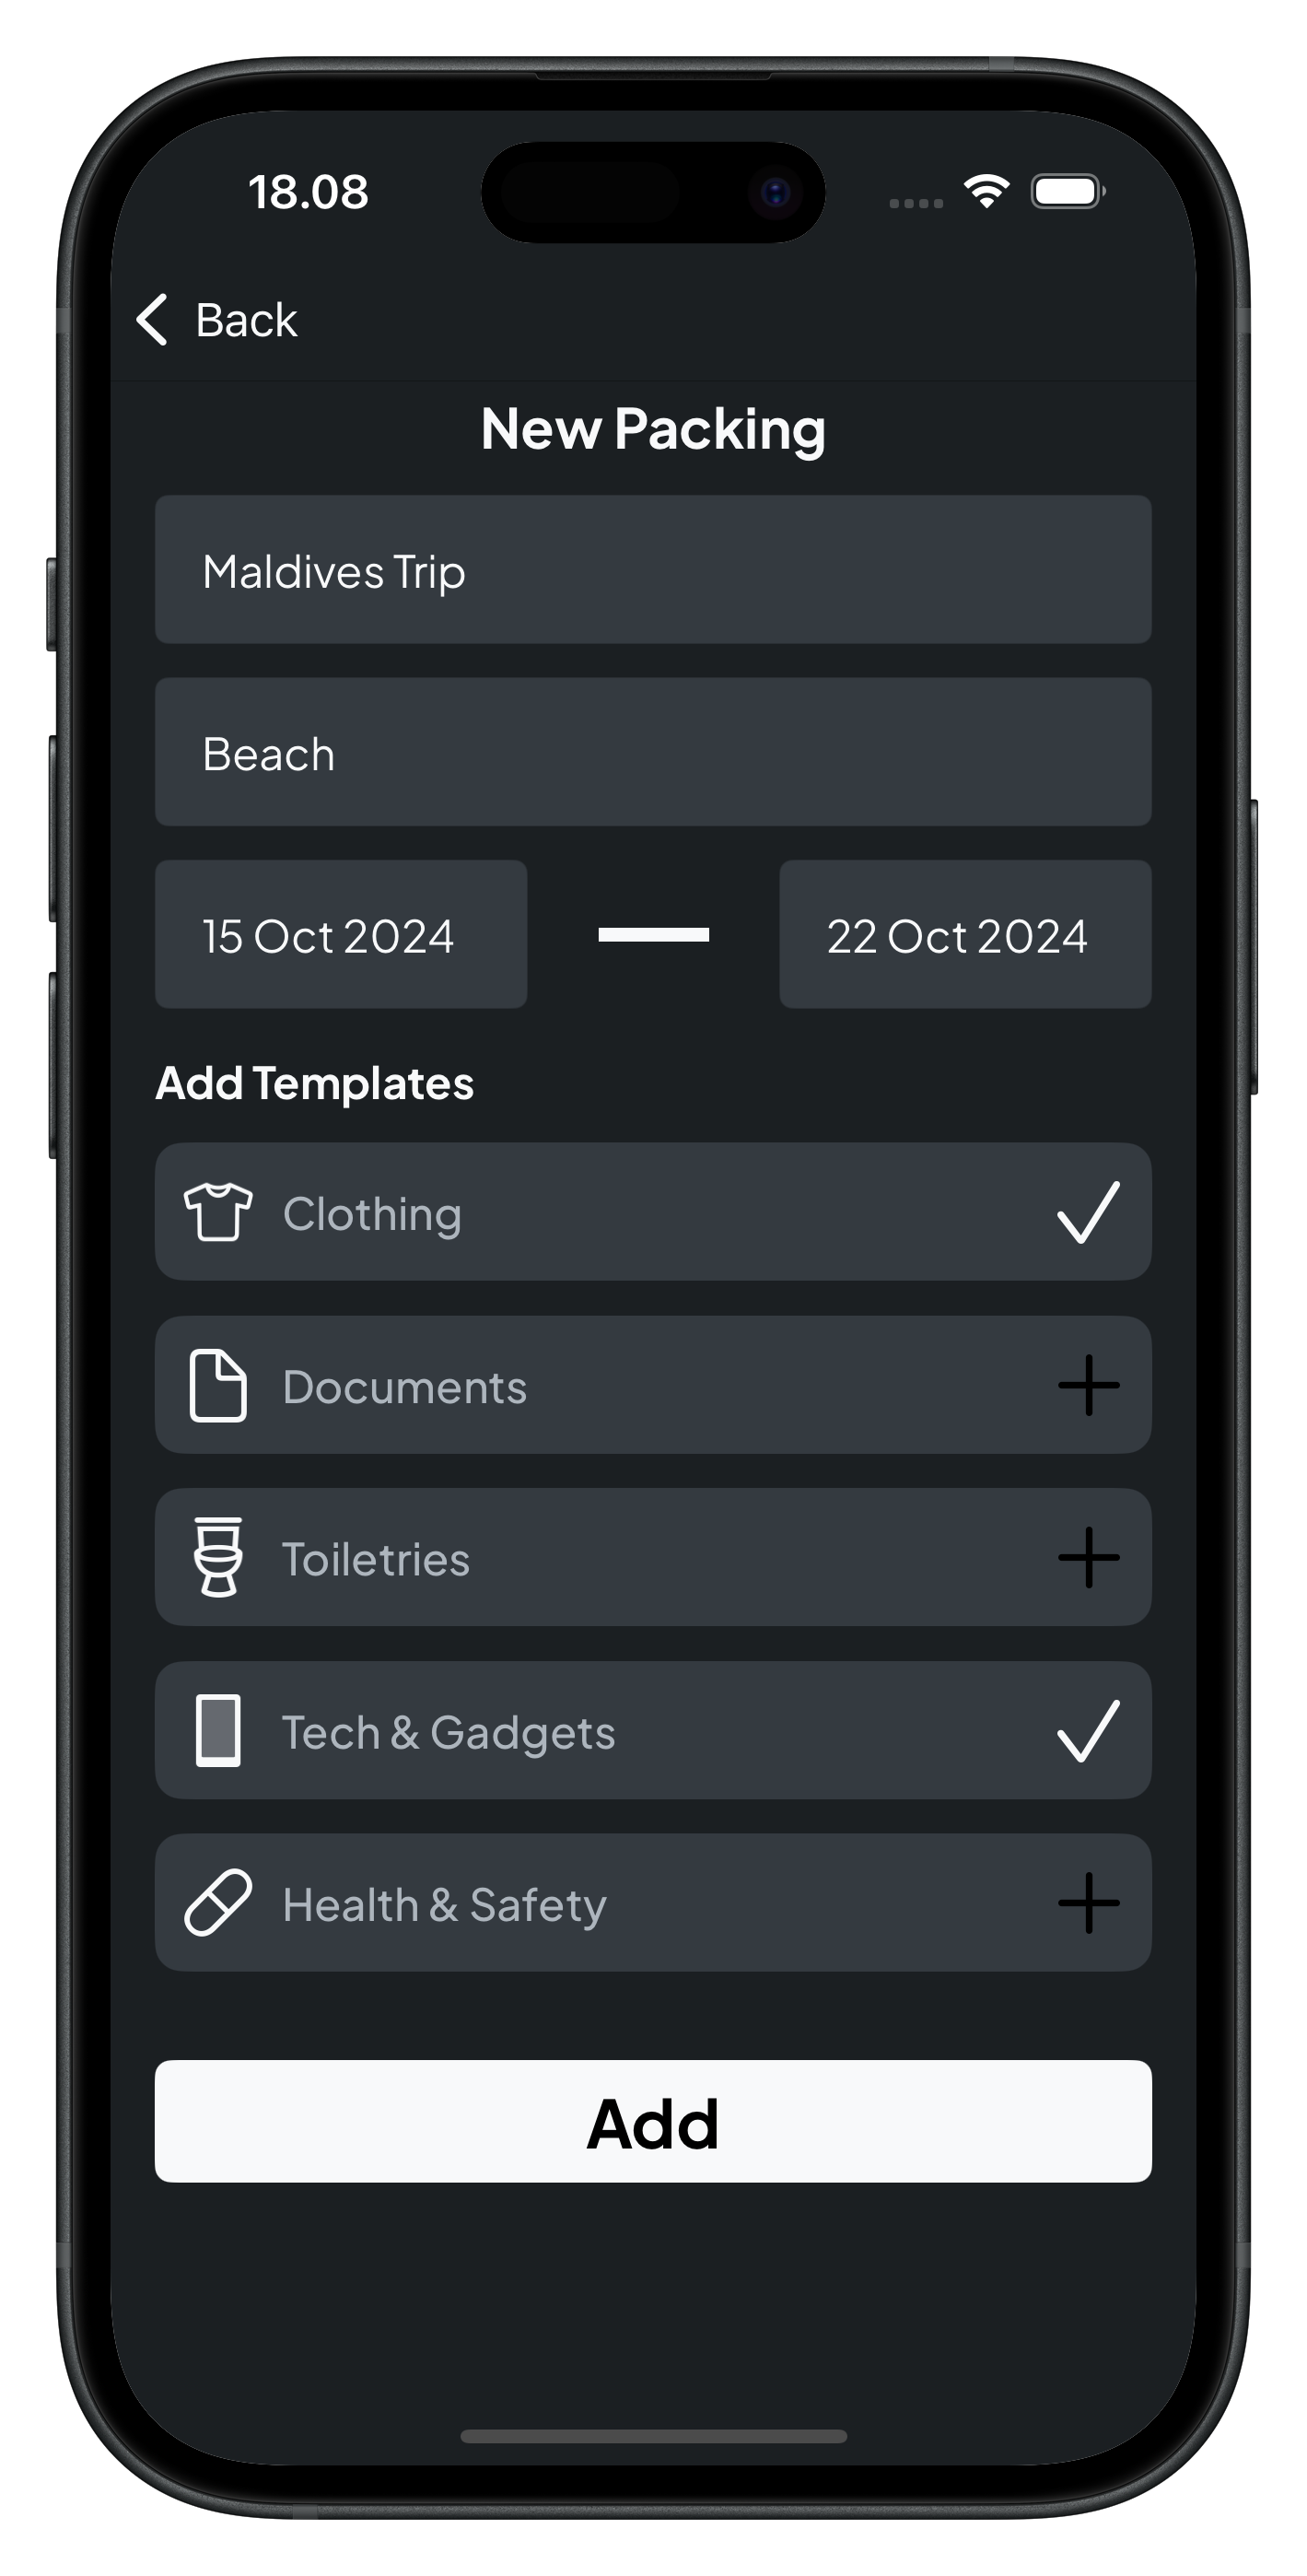 18.08
Back
New Packing
Maldives Trip
Beach
15 Oct 2024
22 Oct 2024
Add Templates
Clothing
Documents
Toiletries
Tech & Gadgets
Health & Safety
Add